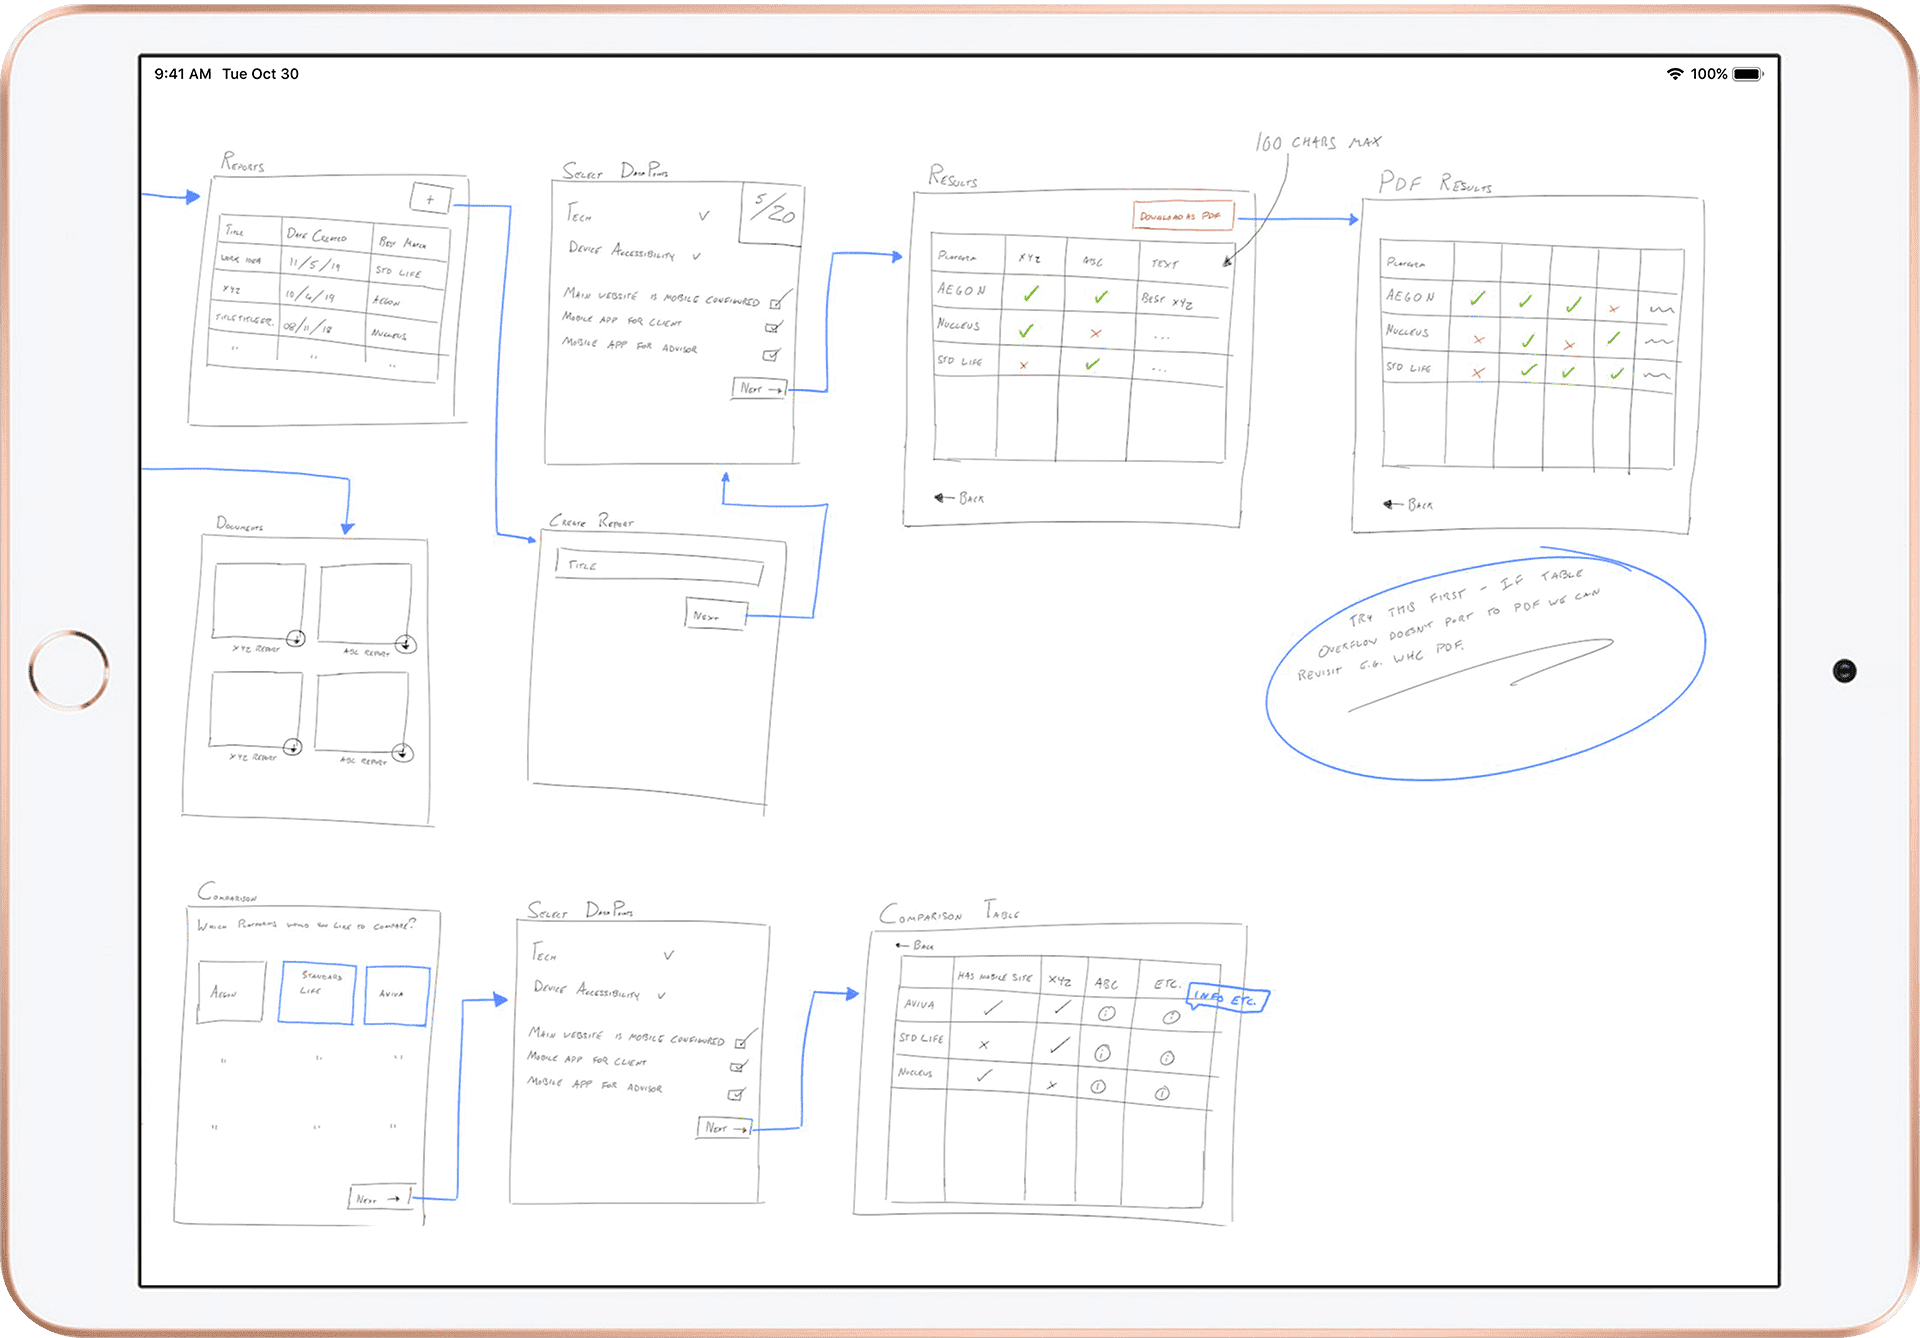 9:41 AM Tue Oct 30
100%
REPORTS
+
TITLE DATE CREATED BEST MATCH
WORK IDEA 11/5/19 STD LIFE
XYZ 10/6/19 AEGON
TITLETITLEER. 08/11/18 NUCLEUS
" " "
SELECT DATA POINTS
5/20
TECH
DEVICE ACCESSIBILITY
MAIN WEBSITE IS MOBILE CONFIGURED
MOBILE APP FOR CLIENT
MOBILE APP FOR ADVISOR
NEXT →
RESULTS
100 CHARS MAX
DOWNLOAD AS PDF
PLATFORM XYZ ABC TEXT
AEGON ✓ ✓ BEST XYZ
NUCLEUS ✓ × ...
STD LIFE × ✓ ...
← BACK
PDF RESULTS
PLATFORM
AEGON ✓ ✓ ✓ ×
NUCLEUS × ✓ × ✓
STD LIFE × ✓ ✓ ✓
← BACK
DOCUMENTS
XYZ REPORT ABC REPORT
XYZ REPORT ABC REPORT
CREATE REPORT
TITLE
NEXT
TRY THIS FIRST - IF TABLE
OVERFLOW DOESN'T PORT TO PDF WE CAN
REVISIT E.G. WHC PDF.
COMPARISON
WHICH PLATFORMS WOULD YOU LIKE TO COMPARE?
AEGON STANDARD LIFE AVIVA
" " "
" " "
NEXT →
SELECT DATA POINTS
TECH
DEVICE ACCESSIBILITY
MAIN WEBSITE IS MOBILE CONFIGURED
MOBILE APP FOR CLIENT
MOBILE APP FOR ADVISOR
NEXT →
COMPARISON TABLE
← BACK
HAS MOBILE SITE XYZ ABC ETC.
INFO ETC.
AVIVA ✓ ✓ i i
STD LIFE × ✓ i i
NUCLEUS ✓ × i i